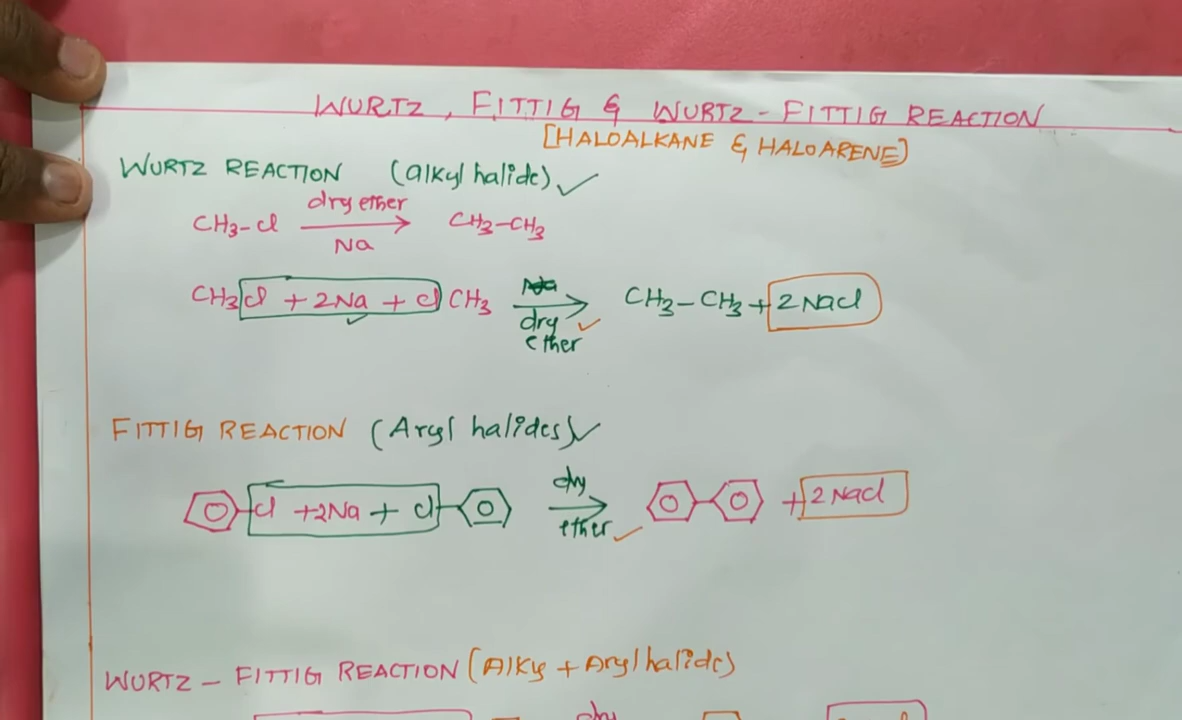 WURTZ, FITTIG & WURTZ-FITTIG REACTION
[HALOALKANE & HALOARENE]
WURTZ REACTION (alkyl halide) ✓
dry ether
CH3-Cl → CH3-CH3
Na
CH3 Cl + 2Na + Cl CH3 → CH3-CH3 + 2NaCl
dry
ether
FITTIG REACTION (Aryl halides) ✓
dry
Cl + 2Na + Cl → + 2NaCl
ether
WURTZ - FITTIG REACTION (Alky + Aryl halide)
dry